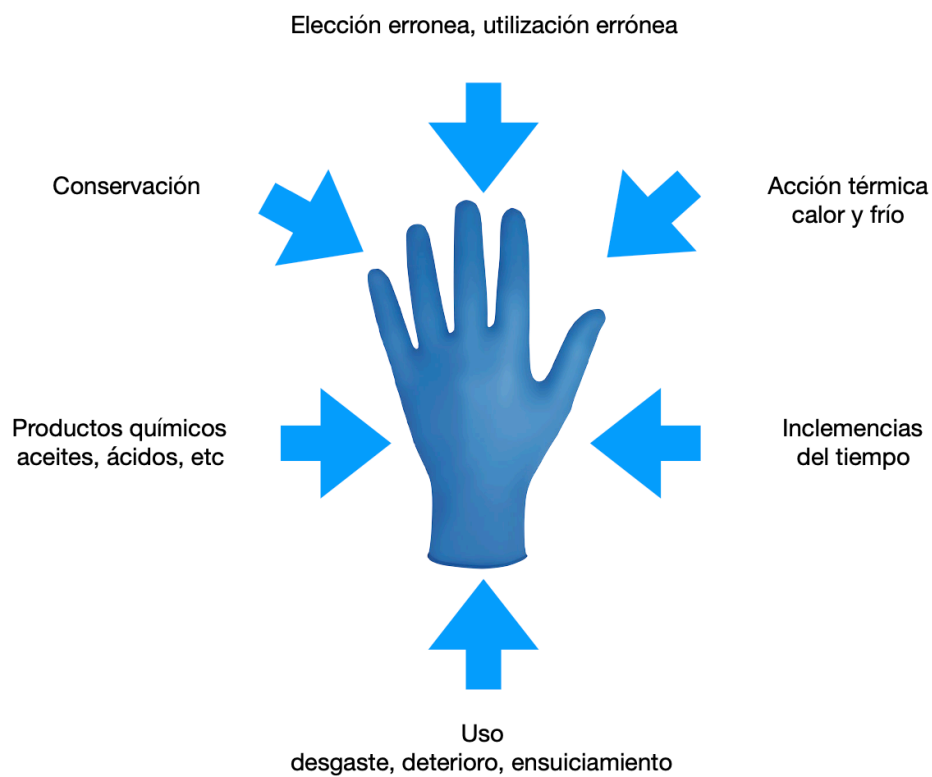 Elección erronea, utilización errónea
Conservación
Acción térmica
calor y frío
Productos químicos
aceites, ácidos, etc
Inclemencias
del tiempo
Uso
desgaste, deterioro, ensuiciamiento